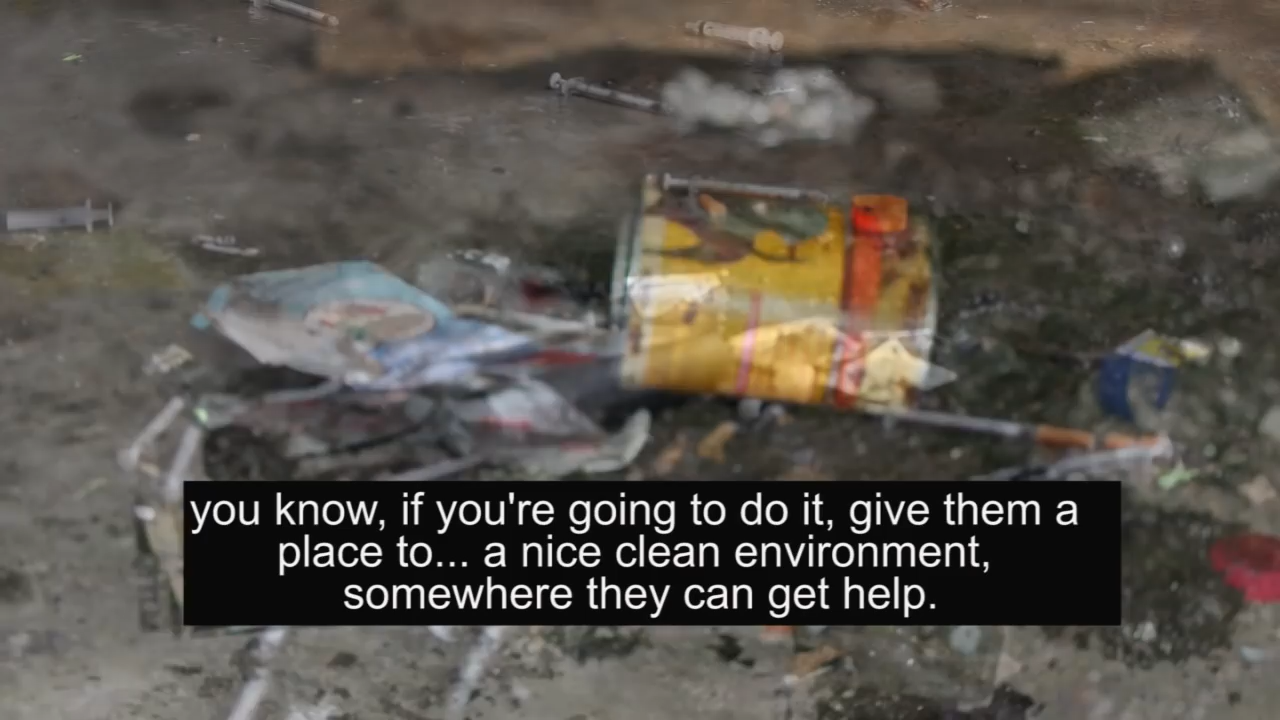 you know, if you're going to do it, give them a
place to... a nice clean environment,
somewhere they can get help.